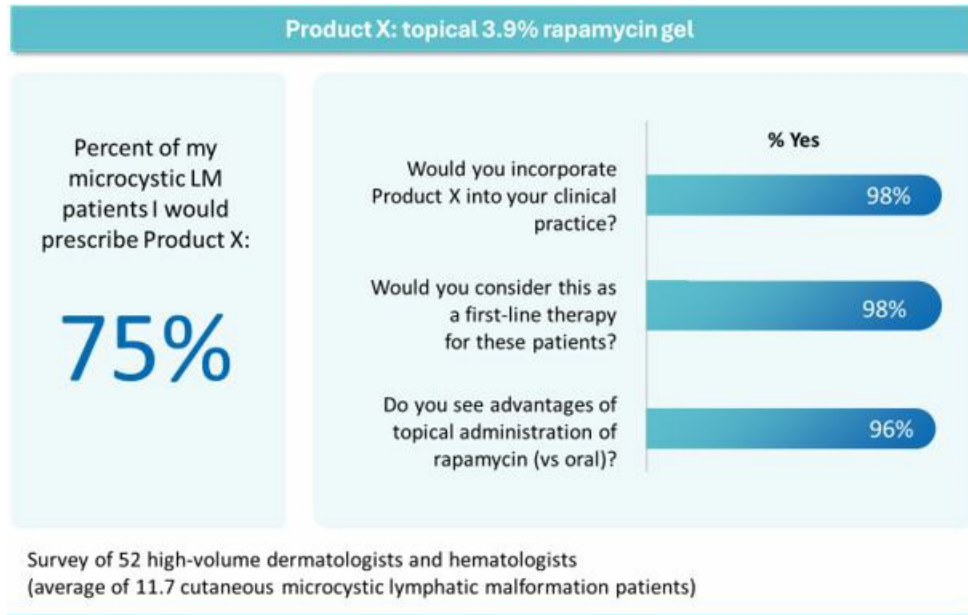 Product X: topical 3.9% rapamycin gel
Percent of my
microcystic LM
patients I would
prescribe Product X:
75%
% Yes
Would you incorporate
Product X into your clinical
practice?
98%
Would you consider this as
a first-line therapy
for these patients?
98%
Do you see advantages of
topical administration of
rapamycin (vs oral)?
96%
Survey of 52 high-volume dermatologists and hematologists
(average of 11.7 cutaneous microcystic lymphatic malformation patients)